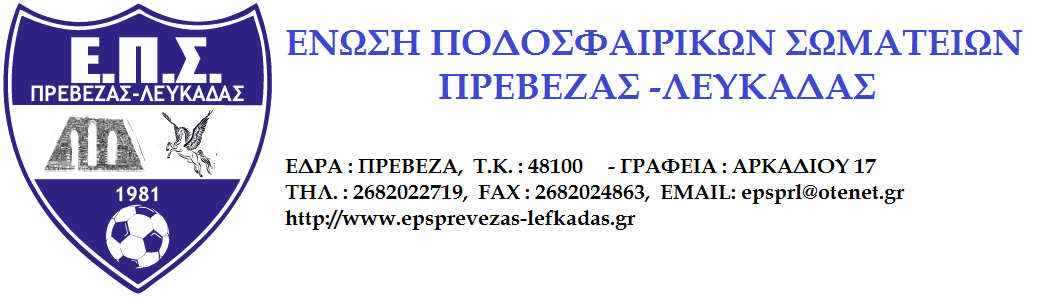 Ε.Π.Σ.
ΠΡΕΒΕΖΑΣ-ΛΕΥΚΑΔΑΣ
1981
ΕΝΩΣΗ ΠΟΔΟΣΦΑΙΡΙΚΩΝ ΣΩΜΑΤΕΙΩΝ
ΠΡΕΒΕΖΑΣ -ΛΕΥΚΑΔΑΣ
ΕΔΡΑ : ΠΡΕΒΕΖΑ, Τ.Κ. : 48100 - ΓΡΑΦΕΙΑ : ΑΡΚΑΔΙΟΥ 17
ΤΗΛ. : 2682022719, FAX : 2682024863, EMAIL: epsprl@otenet.gr
http://www.epsprevezas-lefkadas.gr